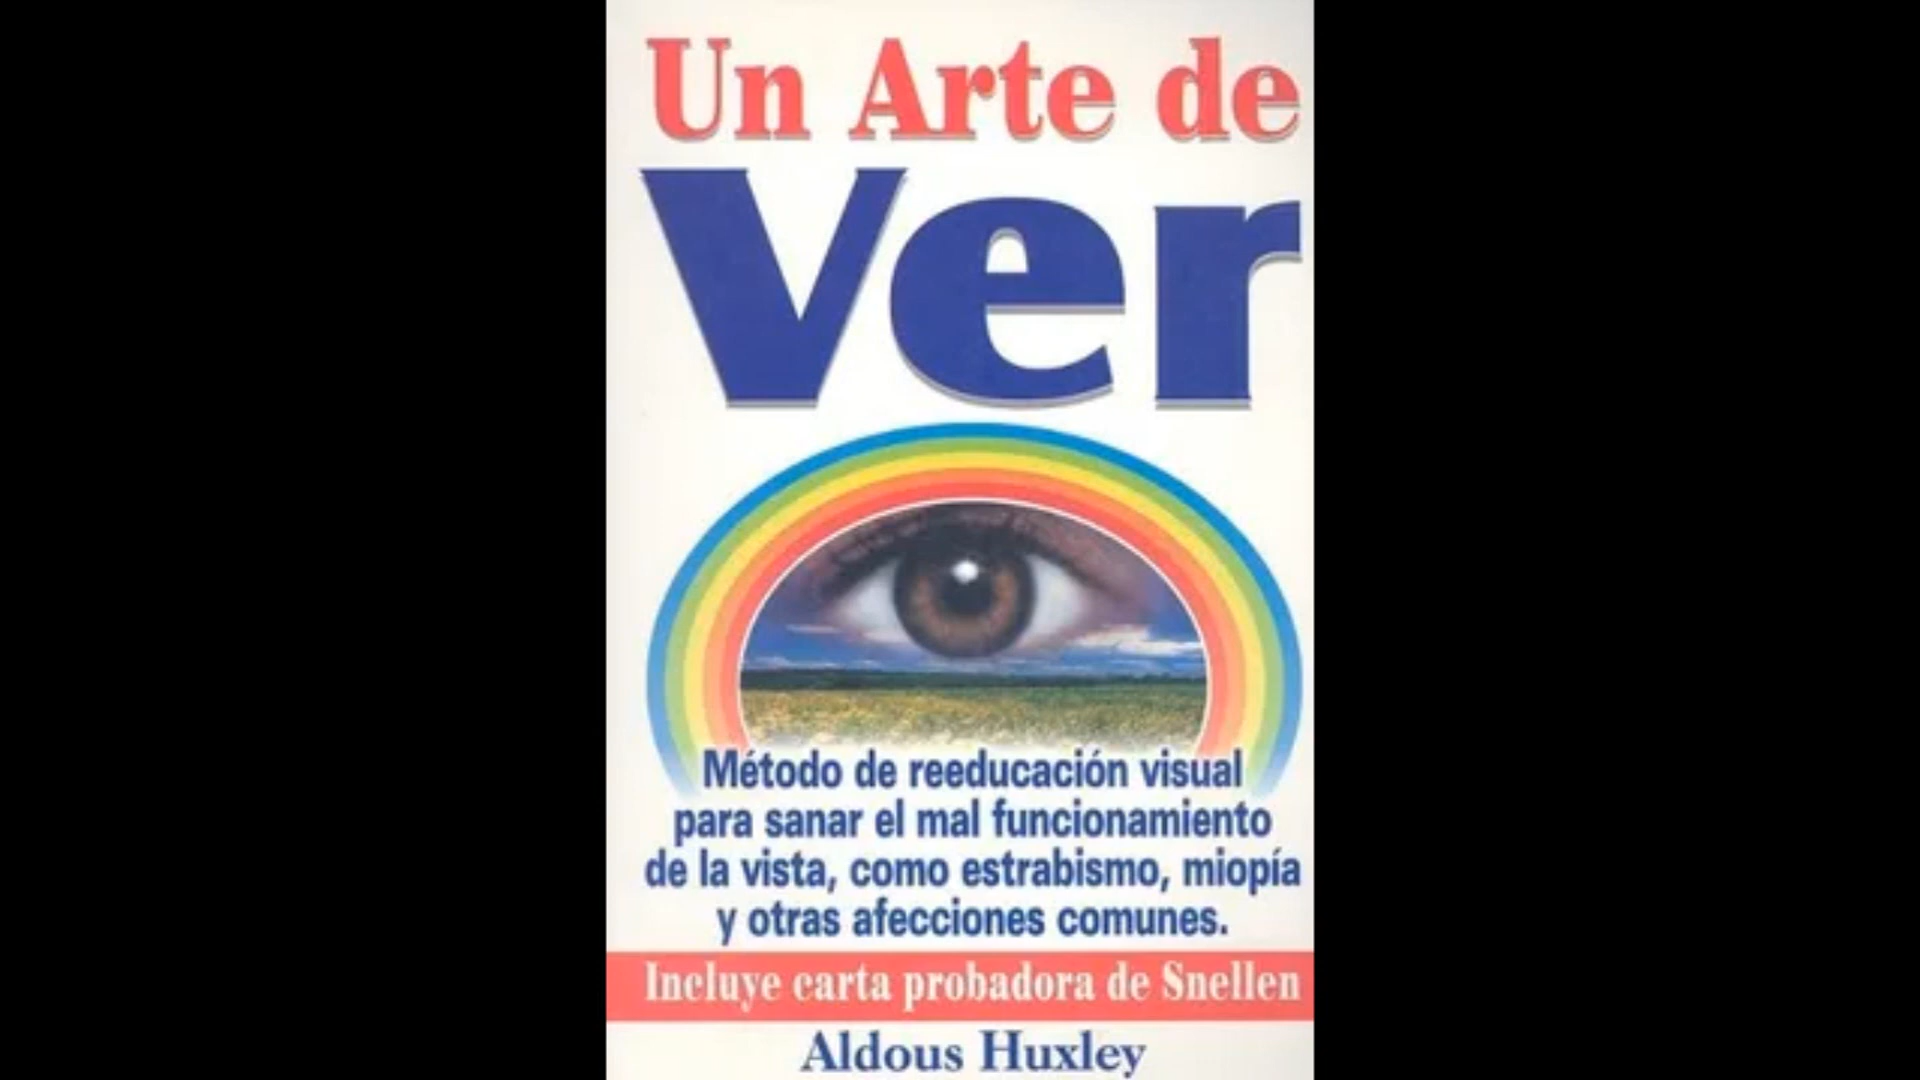 Un Arte de
Ver
Método de reeducación visual
para sanar el mal funcionamiento
de la vista, como estrabismo, miopía
y otras afecciones comunes.
Incluye carta probadora de Snellen
Aldous Huxley